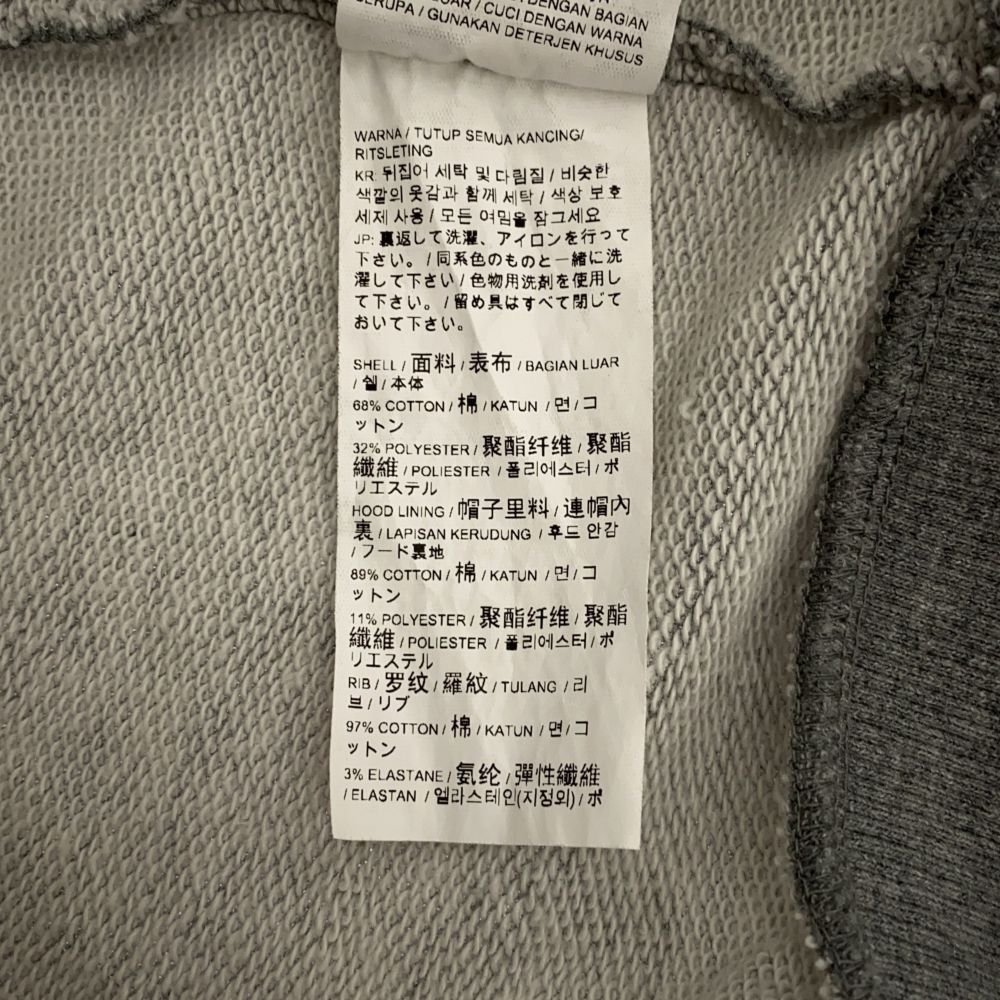 LUAR / CUCI DENGAN WARNA
SERUPA / GUNAKAN DETERJEN KHUSUS
WARNA / TUTUP SEMUA KANCING/
RITSLETING
KR: 뒤집어 세탁 및 다림질 / 비슷한
색깔의 옷감과 함께 세탁 / 색상 보호
세제 사용 / 모든 여밈을 잠그세요
JP: 裏返して洗濯、アイロンを行って
下さい。/ 同系色のものと一緒に洗
濯して下さい / 色物用洗剤を使用し
て下さい。/ 留め具はすべて閉じて
おいて下さい。
SHELL / 面料 / 表布 / BAGIAN LUAR
/ 쉘 / 本体
68% COTTON / 棉 / KATUN / 면 / コ
ットン
32% POLYESTER / 聚酯纤维 / 聚酯
纖維 / POLIESTER / 폴리에스터 / ポ
リエステル
HOOD LINING / 帽子里料 / 連帽內
裏 / LAPISAN KERUDUNG / 후드 안감
/ フード裏地
89% COTTON / 棉 / KATUN / 면 / コ
ットン
11% POLYESTER / 聚酯纤维 / 聚酯
纖維 / POLIESTER / 폴리에스터 / ポ
リエステル
RIB / 罗纹 / 羅紋 / TULANG / 리
브 / リブ
97% COTTON / 棉 / KATUN / 면 / コ
ットン
3% ELASTANE / 氨纶 / 彈性纖維
/ ELASTAN / 엘라스테인(지정외) / ポ